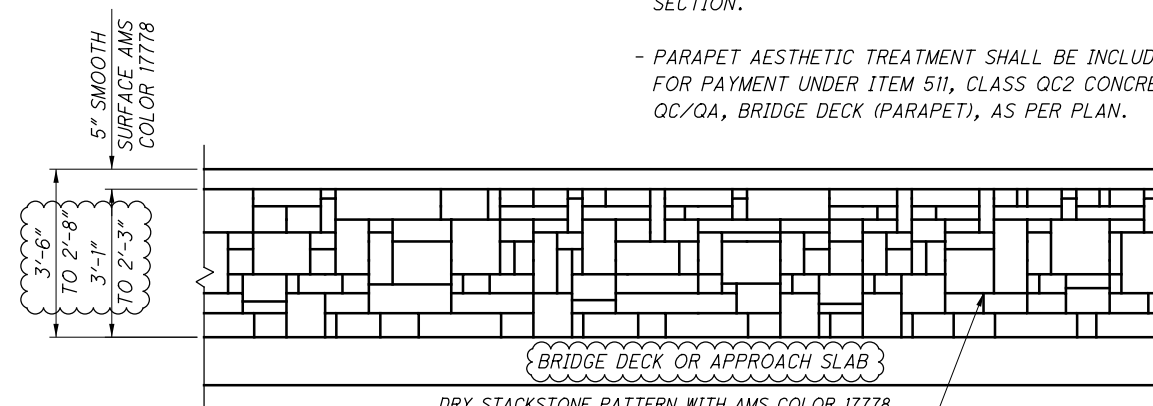 SECTION.
- PARAPET AESTHETIC TREATMENT SHALL BE INCLUD
FOR PAYMENT UNDER ITEM 511, CLASS QC2 CONCRE
QC/QA, BRIDGE DECK (PARAPET), AS PER PLAN.
5" SMOOTH
SURFACE AMS
COLOR 17778
3'-6"
TO 2'-8"
3'-1"
TO 2'-3"
BRIDGE DECK OR APPROACH SLAB
DRY STACKSTONE PATTERN WITH AMS COLOR 17778